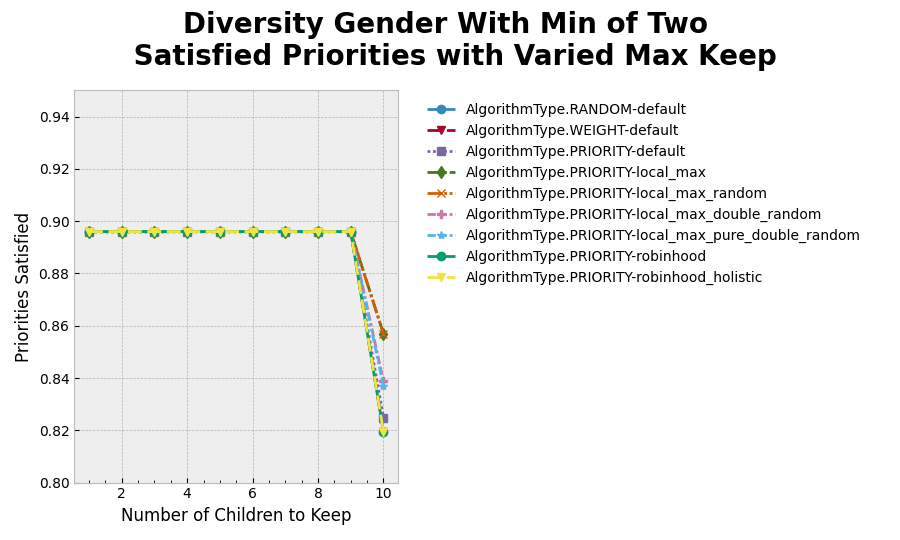 Diversity Gender With Min of Two
Satisfied Priorities with Varied Max Keep
Priorities Satisfied
0.94
0.92
0.90
0.88
0.86
0.84
0.82
0.80
2 4 6 8 10
Number of Children to Keep
AlgorithmType.RANDOM-default
AlgorithmType.WEIGHT-default
AlgorithmType.PRIORITY-default
AlgorithmType.PRIORITY-local_max
AlgorithmType.PRIORITY-local_max_random
AlgorithmType.PRIORITY-local_max_double_random
AlgorithmType.PRIORITY-local_max_pure_double_random
AlgorithmType.PRIORITY-robinhood
AlgorithmType.PRIORITY-robinhood_holistic